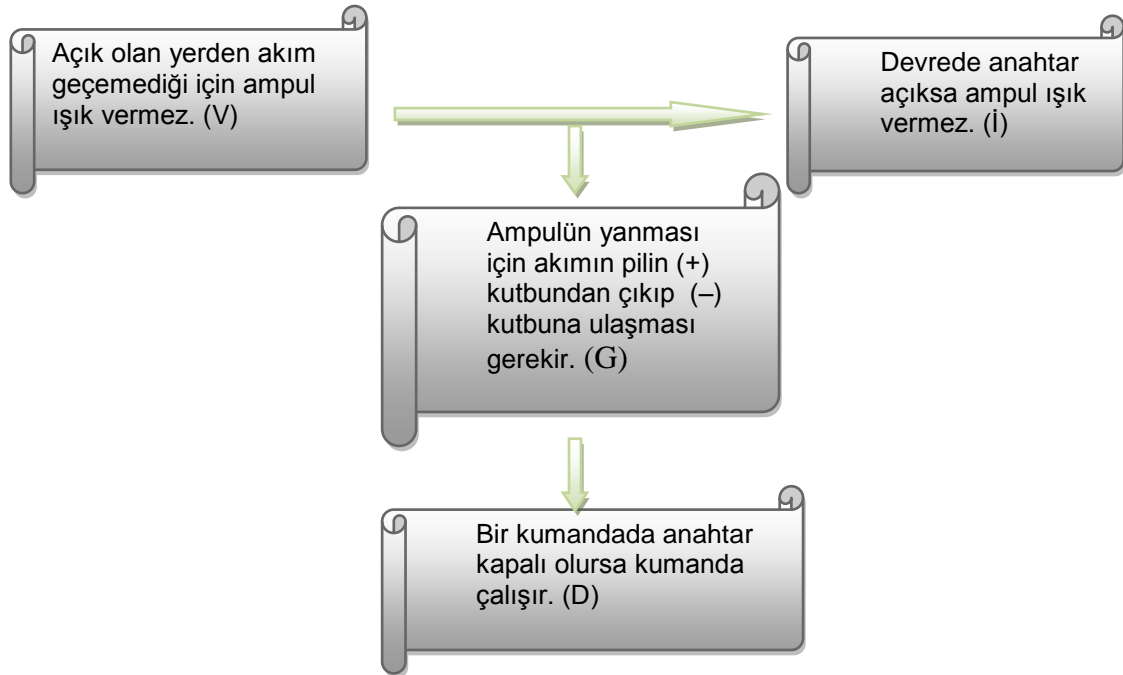 Açık olan yerden akım
geçemediği için ampul
ışık vermez. (V)
Devrede anahtar
açıksa ampul ışık
vermez. (İ)
Ampulün yanması
için akımın pilin (+)
kutbundan çıkıp (–)
kutbuna ulaşması
gerekir. (G)
Bir kumandada anahtar
kapalı olursa kumanda
çalışır. (D)